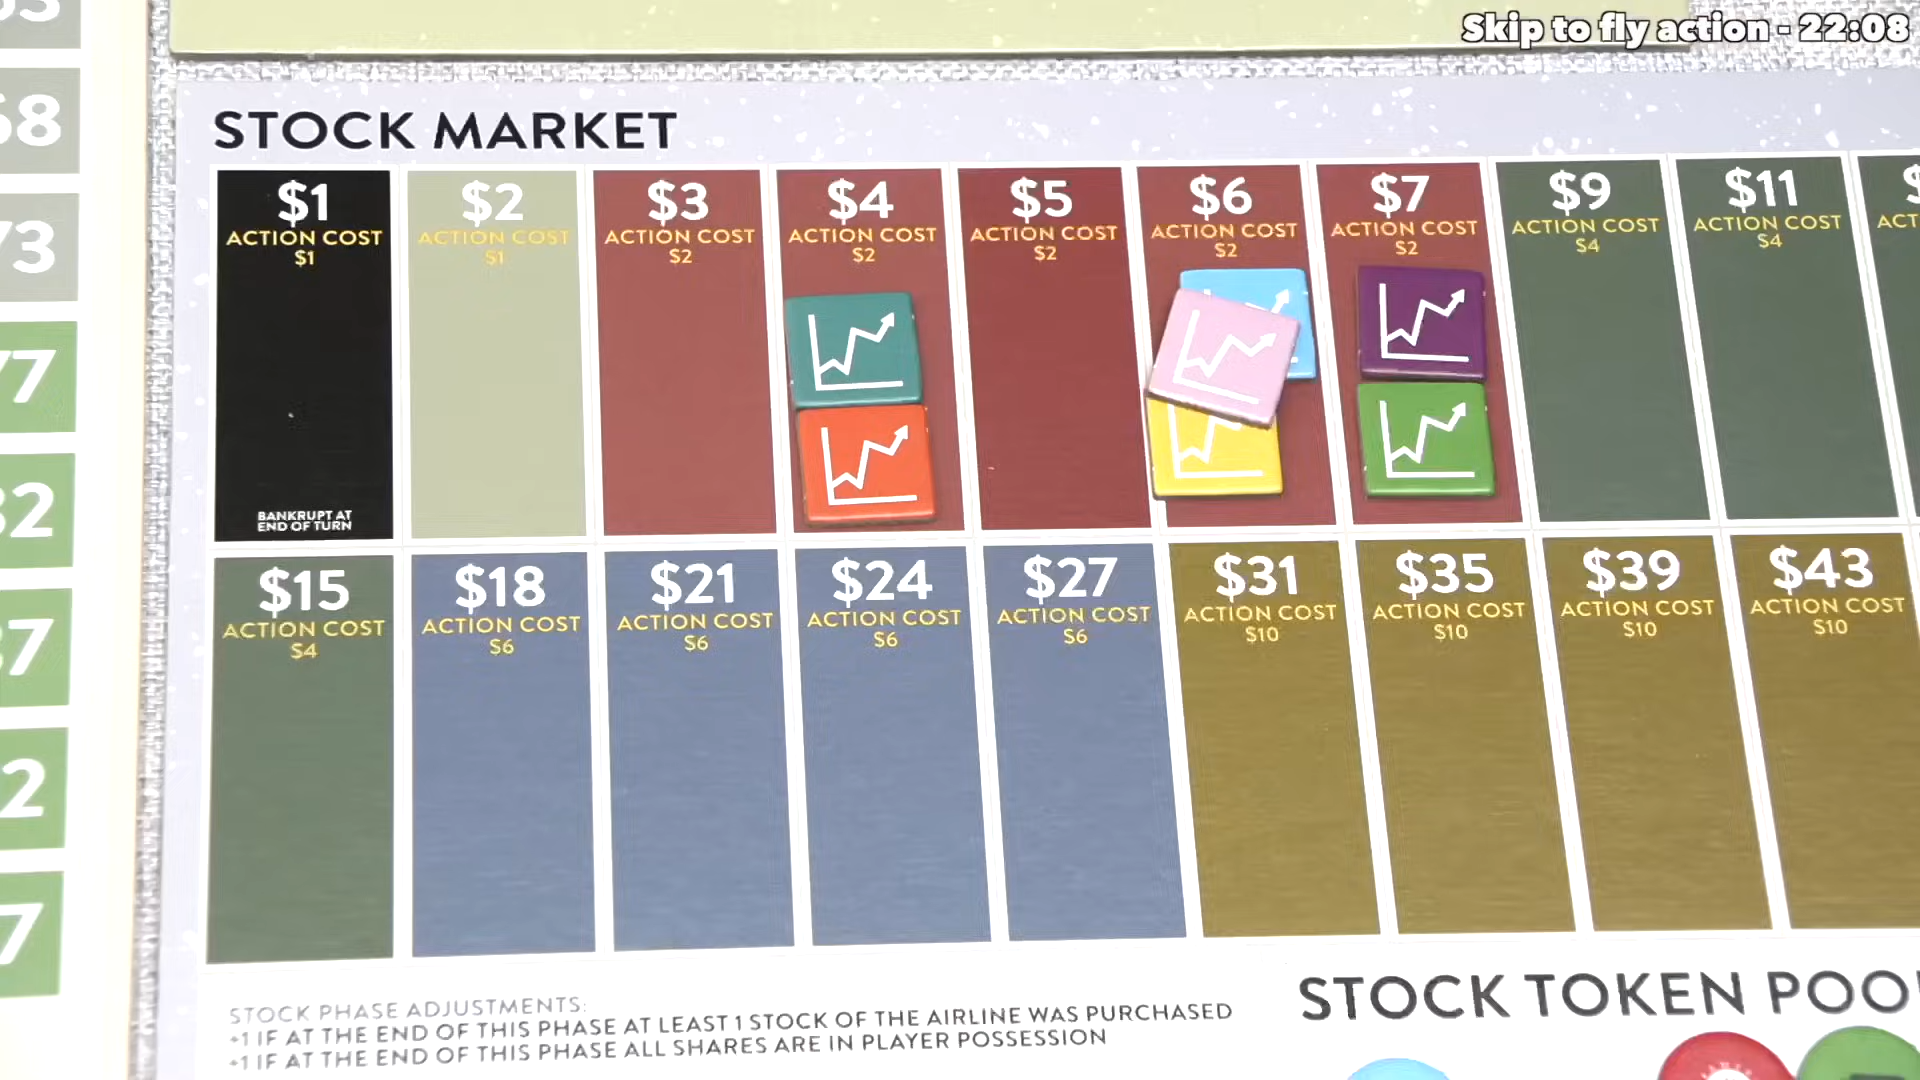 Skip to fly action - 22:08
STOCK MARKET
$1 $2 $3 $4 $5 $6 $7 $9 $11
ACTION COST ACTION COST ACTION COST ACTION COST ACTION COST ACTION COST ACTION COST ACTION COST ACTION COST
$1 $1 $2 $2 $2 $2 $2 $4 $4
BANKRUPT AT
END OF TURN
$15 $18 $21 $24 $27 $31 $35 $39 $43
ACTION COST ACTION COST ACTION COST ACTION COST ACTION COST ACTION COST ACTION COST ACTION COST ACTION COST
$4 $6 $6 $6 $6 $10 $10 $10 $10
STOCK PHASE ADJUSTMENTS:
+1 IF AT THE END OF THIS PHASE AT LEAST 1 STOCK OF THE AIRLINE WAS PURCHASED
+1 IF AT THE END OF THIS PHASE ALL SHARES ARE IN PLAYER POSSESSION
STOCK TOKEN POO